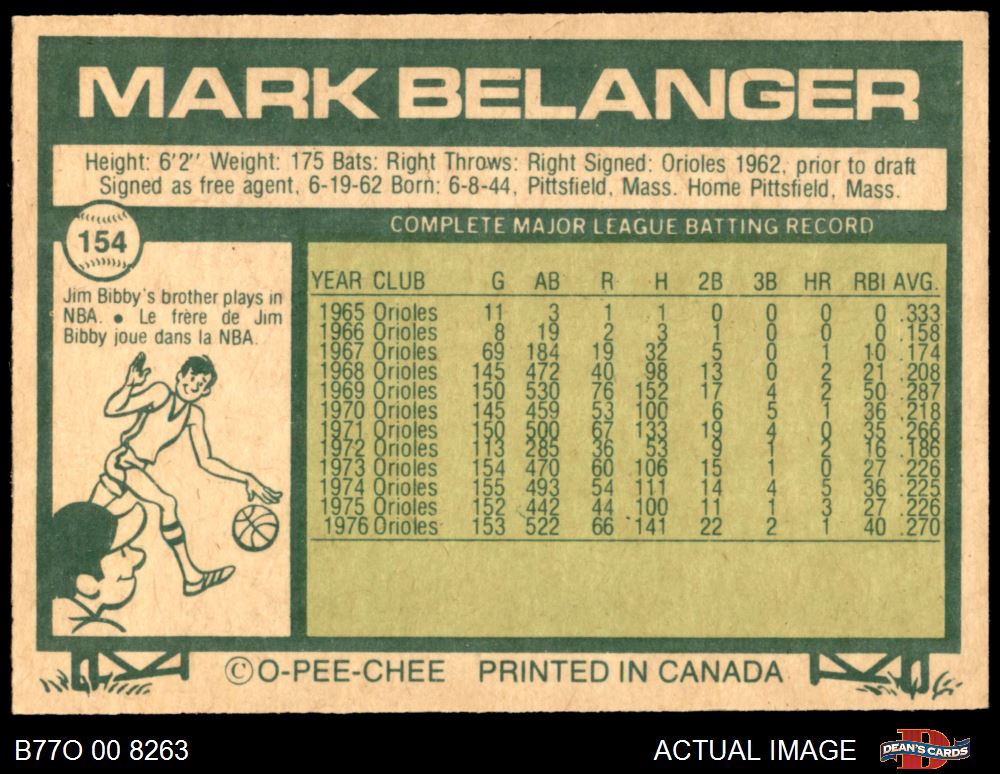 MARK BELANGER
Height: 6'2" Weight: 175 Bats: Right Throws: Right Signed: Orioles 1962, prior to draft
Signed as free agent, 6-19-62 Born: 6-8-44, Pittsfield, Mass. Home Pittsfield, Mass.
154
Jim Bibby's brother plays in
NBA. ● Le frère de Jim
Bibby joue dans la NBA.
COMPLETE MAJOR LEAGUE BATTING RECORD
YEAR CLUB G AB R H 2B 3B HR RBI AVG.
1965 Orioles 11 3 1 1 0 0 0 0 .333
1966 Orioles 8 19 2 3 1 0 0 0 .158
1967 Orioles 69 184 19 32 5 0 1 10 .174
1968 Orioles 145 472 40 98 13 0 2 21 .208
1969 Orioles 150 530 76 152 17 4 2 50 .287
1970 Orioles 145 459 53 100 6 5 1 36 .218
1971 Orioles 150 500 67 133 19 4 0 35 .266
1972 Orioles 113 285 36 53 9 1 2 16 .186
1973 Orioles 154 470 60 106 15 1 0 27 .226
1974 Orioles 155 493 54 111 14 4 5 36 .225
1975 Orioles 152 442 44 100 11 1 3 27 .226
1976 Orioles 153 522 66 141 22 2 1 40 .270
©O-PEE-CHEE PRINTED IN CANADA
B77O 00 8263
ACTUAL IMAGE
DEAN'S CARDS